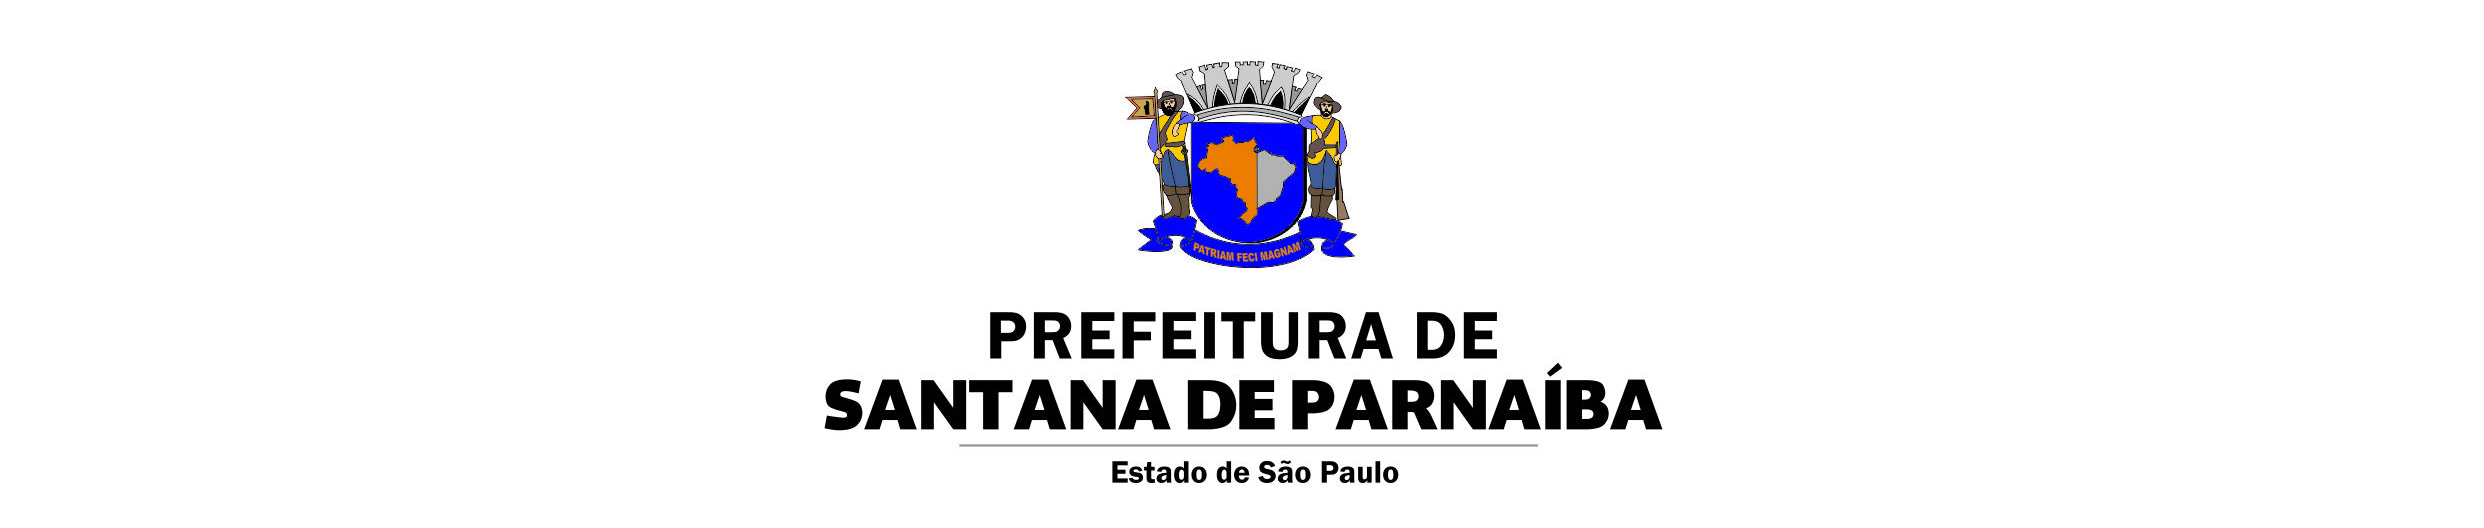 PATRIAM FECI MAGNAM
PREFEITURA DE
SANTANA DE PARNAÍBA
Estado de São Paulo